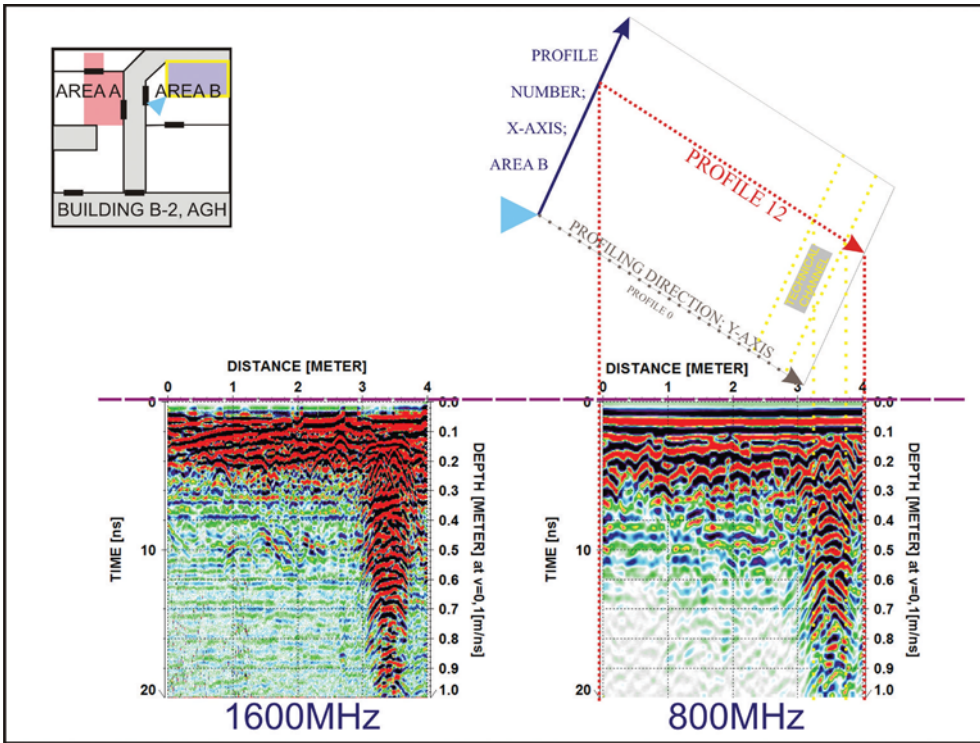 AREA A
AREA B
BUILDING B-2, AGH
PROFILE
NUMBER;
X-AXIS;
AREA B
PROFILE 12
PROFILING DIRECTION; Y-AXIS
PROFILE 0
TECHNICAL
CHANNEL
DISTANCE [METER]
0 1 2 3 4
0
10
20
TIME [ns]
0.0
0.1
0.2
0.3
0.4
0.5
0.6
0.7
0.8
0.9
1.0
DEPTH [METER] at v=0,1[m/ns]
1600MHz
DISTANCE [METER]
0 1 2 3 4
0
10
20
TIME [ns]
0.0
0.1
0.2
0.3
0.4
0.5
0.6
0.7
0.8
0.9
1.0
DEPTH [METER] at v=0,1[m/ns]
800MHz